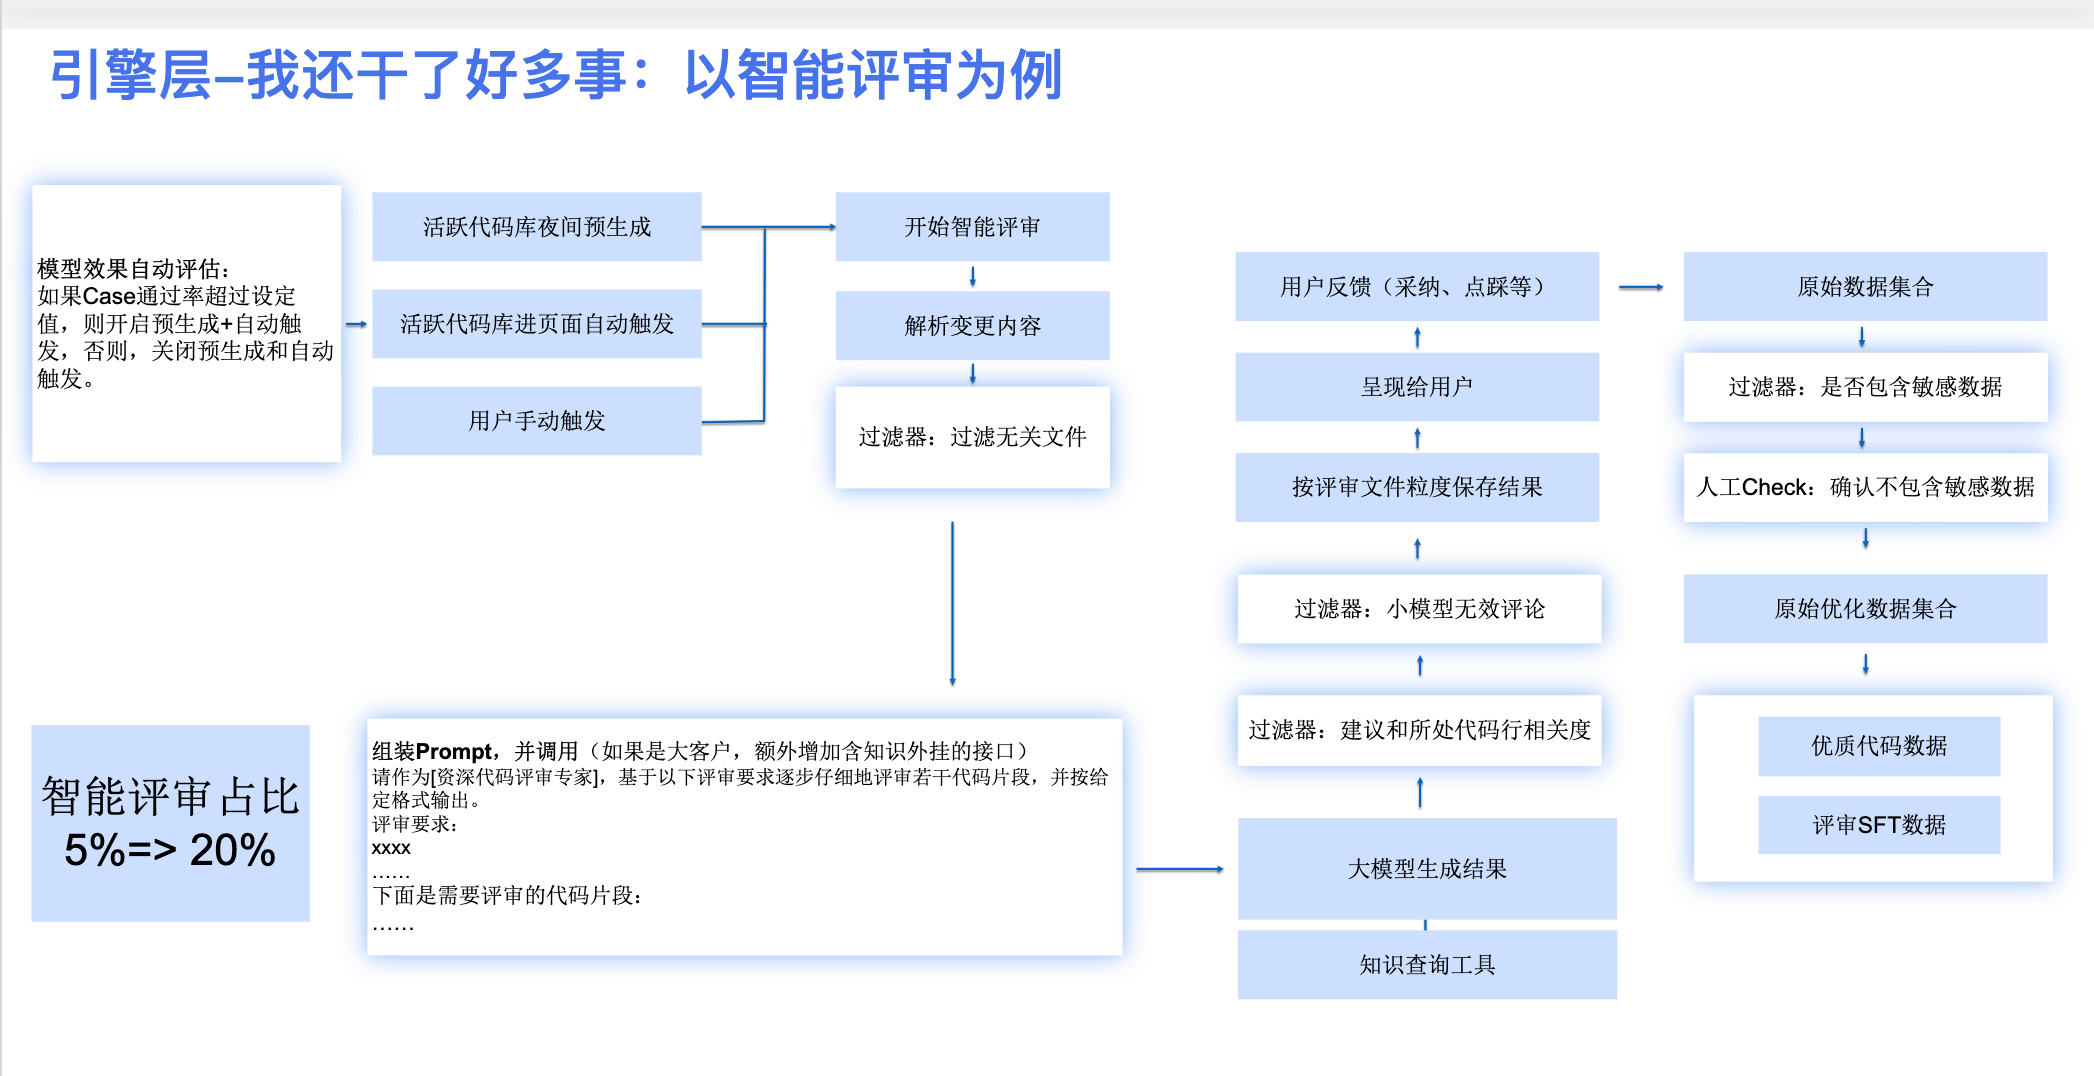 引擎层–我还干了好多事：以智能评审为例
模型效果自动评估：
如果Case通过率超过设定
值，则开启预生成+自动触
发，否则，关闭预生成和自动
触发。
活跃代码库夜间预生成
活跃代码库进页面自动触发
用户手动触发
开始智能评审
解析变更内容
过滤器：过滤无关文件
智能评审占比
5%=> 20%
组装Prompt，并调用（如果是大客户，额外增加含知识外挂的接口）
请作为[资深代码评审专家]，基于以下评审要求逐步仔细地评审若干代码片段，并按给
定格式输出。
评审要求：
xxxx
……
下面是需要评审的代码片段：
……
大模型生成结果
知识查询工具
过滤器：建议和所处代码行相关度
过滤器：小模型无效评论
按评审文件粒度保存结果
呈现给用户
用户反馈（采纳、点踩等）
原始数据集合
过滤器：是否包含敏感数据
人工Check：确认不包含敏感数据
原始优化数据集合
优质代码数据
评审SFT数据